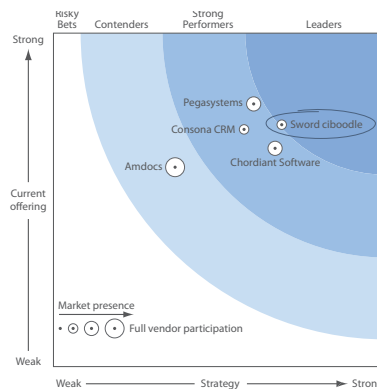 Risky
Bets
Contenders
Strong
Performers
Leaders
Strong
Pegasystems
Consona CRM
Sword ciboodle
Chordiant Software
Amdocs
Current
offering
Market presence
Full vendor participation
Weak
Weak
Strategy
Stron